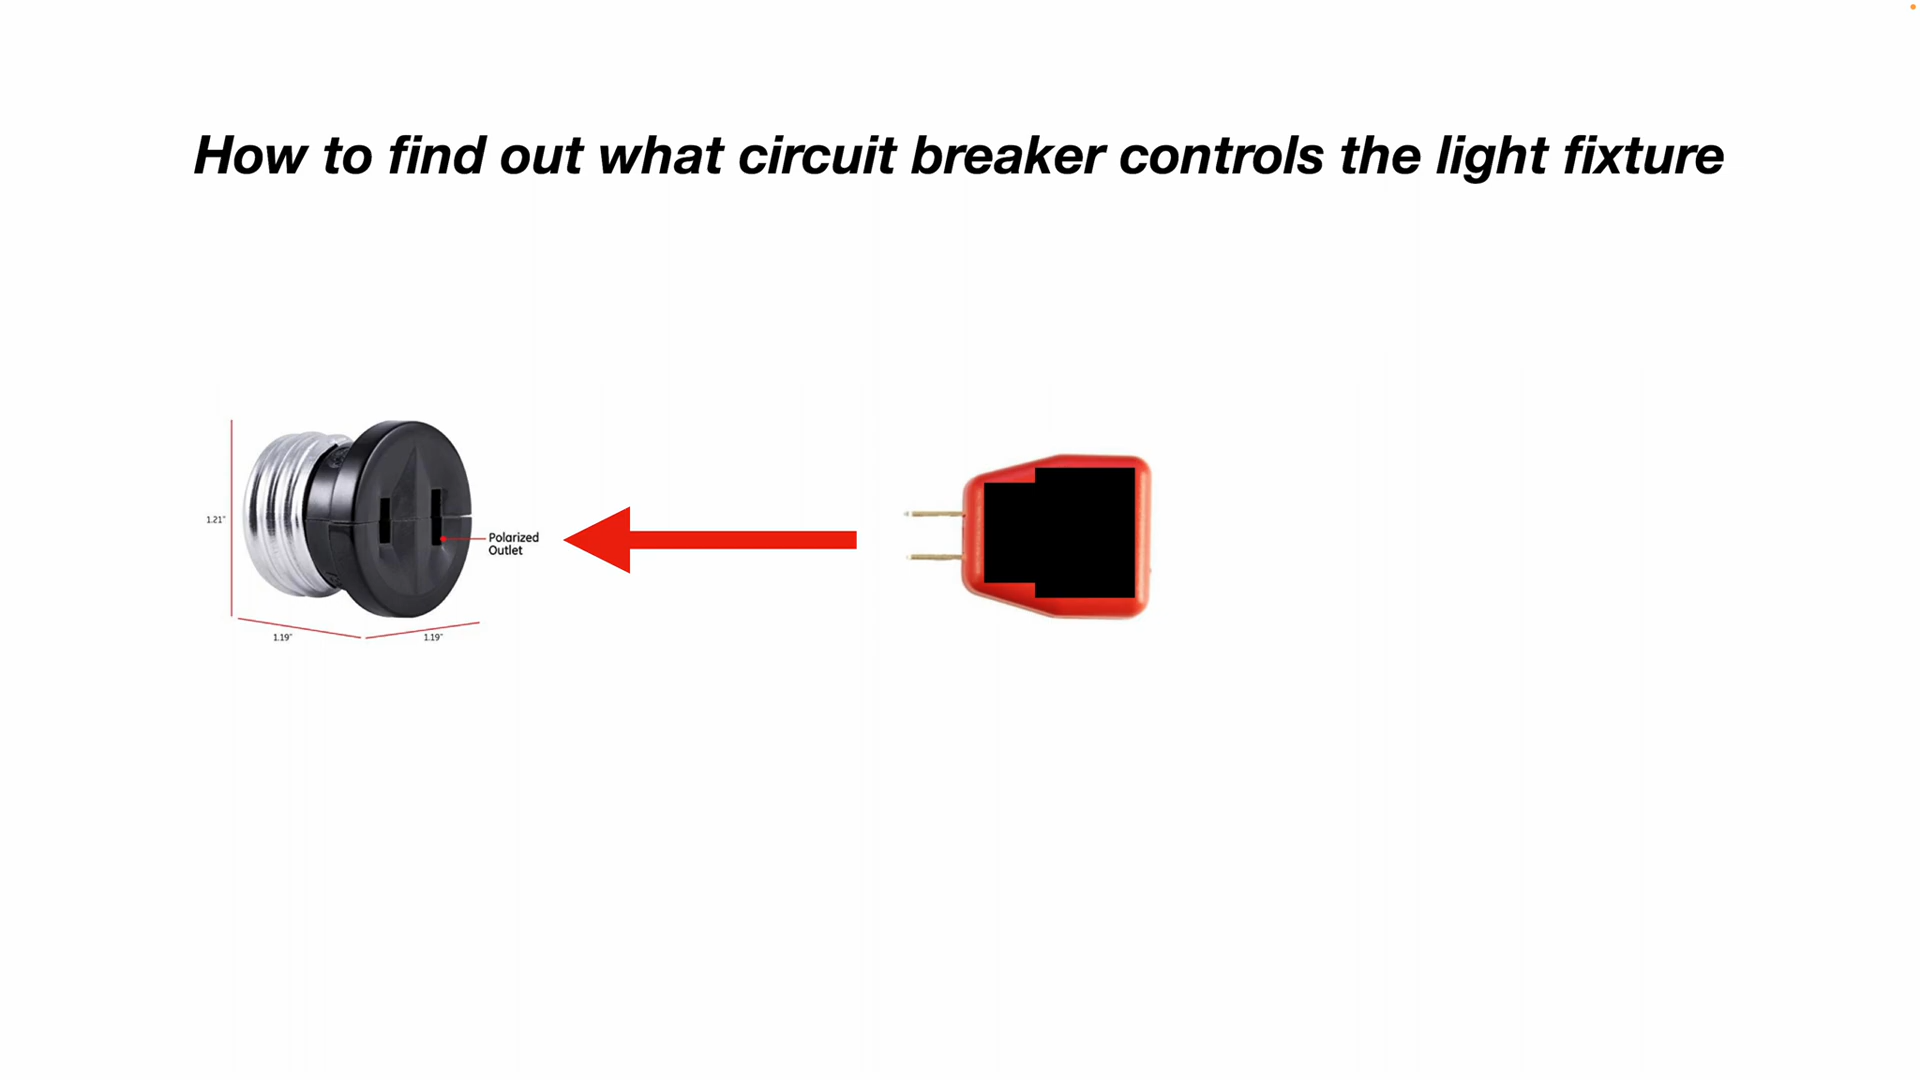 How to find out what circuit breaker controls the light fixture
1.21"
Polarized
Outlet
1.19"
1.19"